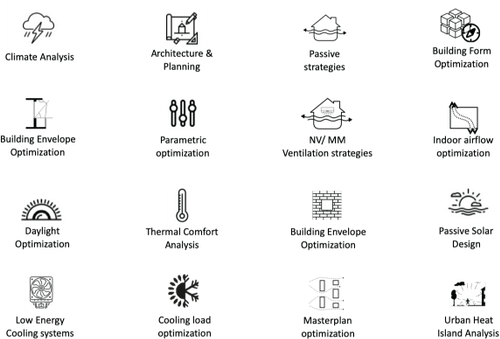 Climate Analysis
Architecture &
Planning
Passive
strategies
Building Form
Optimization
Building Envelope
Optimization
Parametric
optimization
NV/ MM
Ventilation strategies
Indoor airflow
optimization
Daylight
Optimization
Thermal Comfort
Analysis
Building Envelope
Optimization
Passive Solar
Design
Low Energy
Cooling systems
Cooling load
optimization
Masterplan
optimization
Urban Heat
Island Analysis